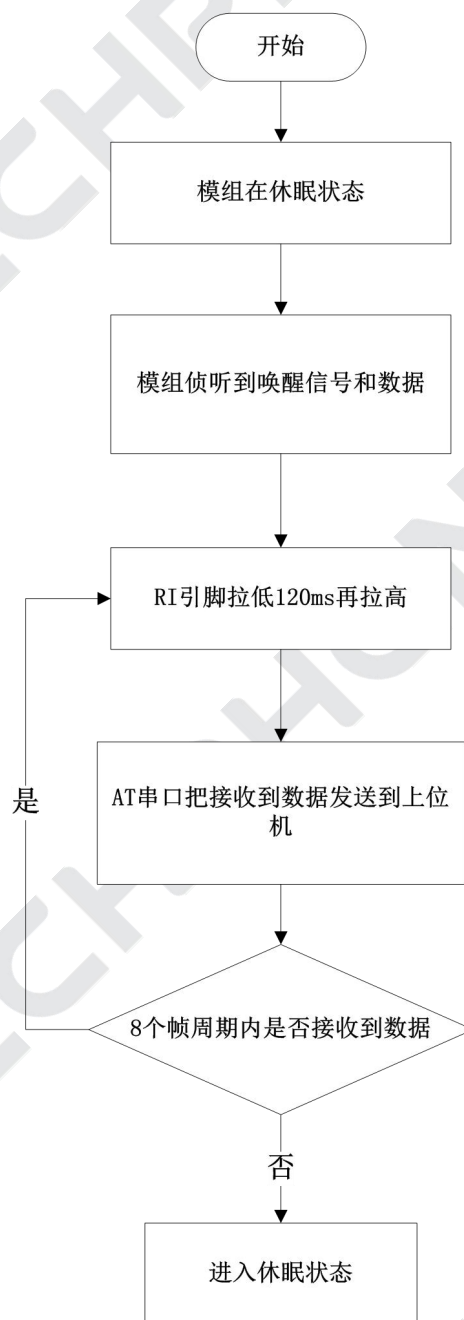 开始
模组在休眠状态
模组侦听到唤醒信号和数据
RI引脚拉低120ms再拉高
AT串口把接收到数据发送到上位
机
是
8个帧周期内是否接收到数据
否
进入休眠状态